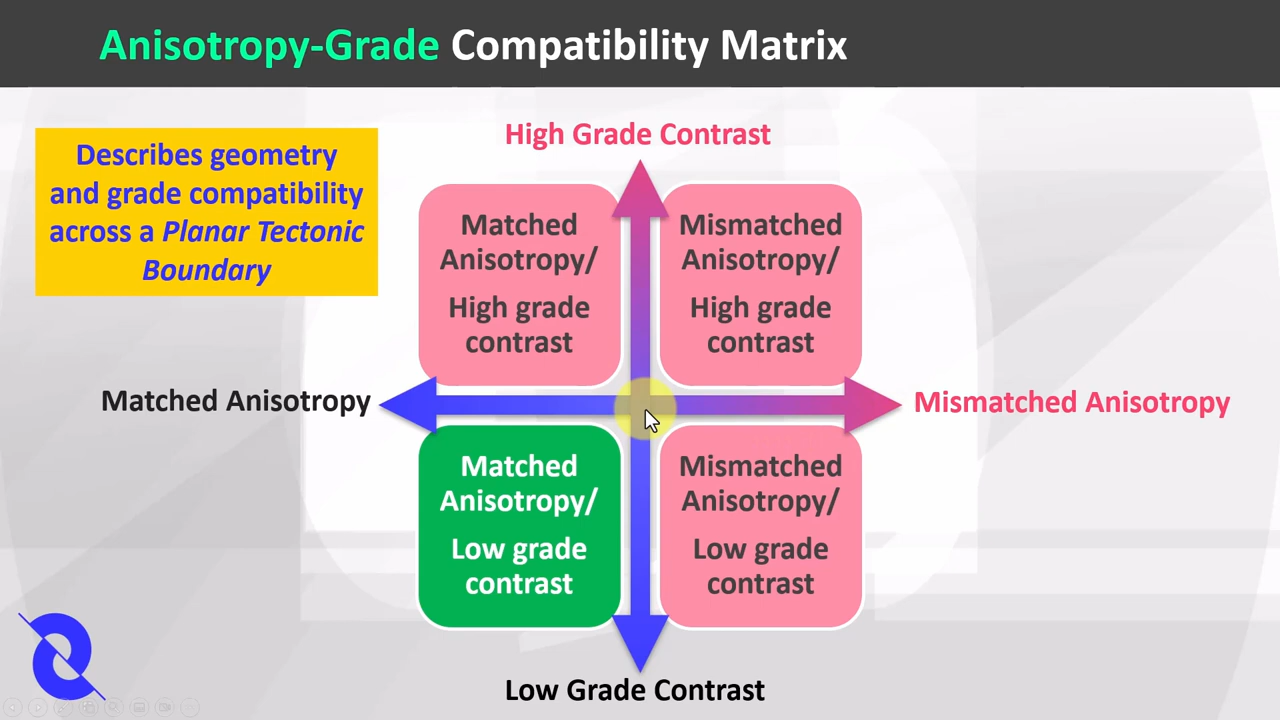 Anisotropy-Grade Compatibility Matrix
High Grade Contrast
Describes geometry
and grade compatibility
across a Planar Tectonic
Boundary
Matched
Anisotropy/
High grade
contrast
Mismatched
Anisotropy/
High grade
contrast
Matched Anisotropy
Mismatched Anisotropy
Matched
Anisotropy/
Low grade
contrast
Mismatched
Anisotropy/
Low grade
contrast
Low Grade Contrast